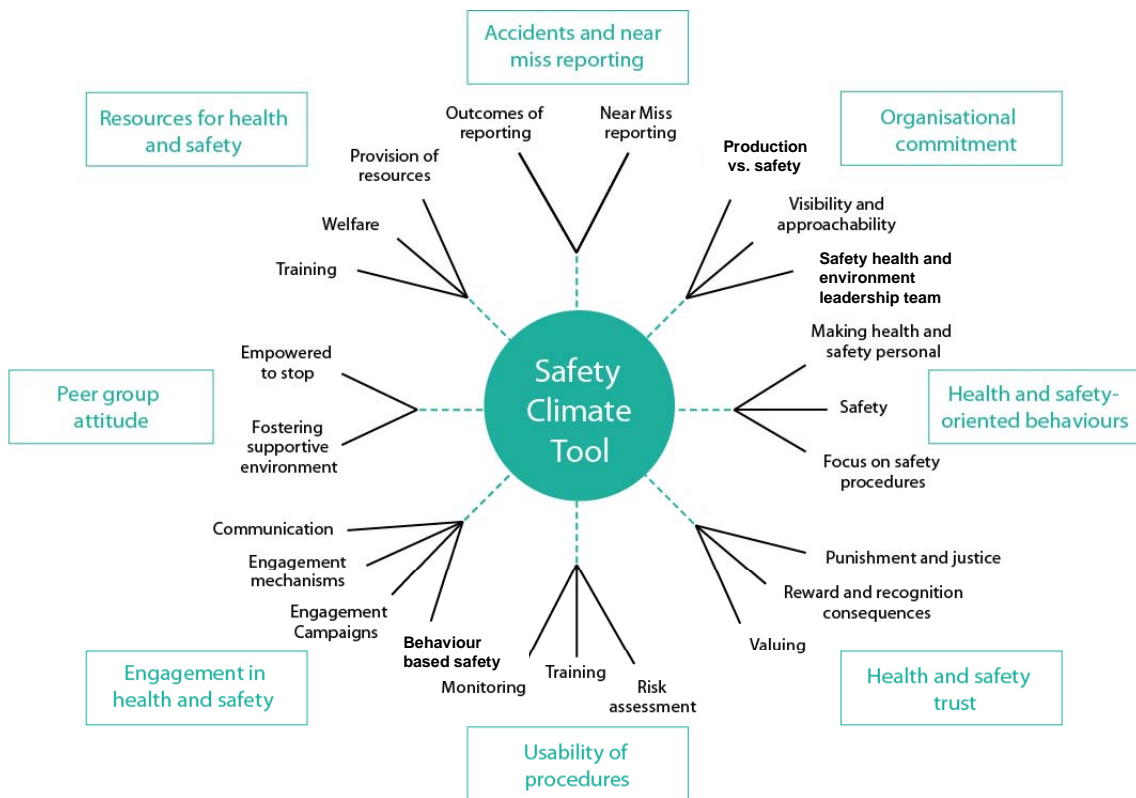 Accidents and near
miss reporting
Resources for health
and safety
Organisational
commitment
Outcomes of
reporting
Near Miss
reporting
Provision of
resources
Welfare
Training
Production
vs. safety
Visibility and
approachability
Safety health and
environment
leadership team
Safety
Climate
Tool
Peer group
attitude
Empowered
to stop
Fostering
supportive
environment
Making health and
safety personal
Safety
Focus on safety
procedures
Health and safety-
oriented behaviours
Communication
Engagement
mechanisms
Engagement
Campaigns
Behaviour
based safety
Engagement in
health and safety
Monitoring
Training
Risk
assessment
Usability of
procedures
Punishment and justice
Reward and recognition
consequences
Valuing
Health and safety
trust